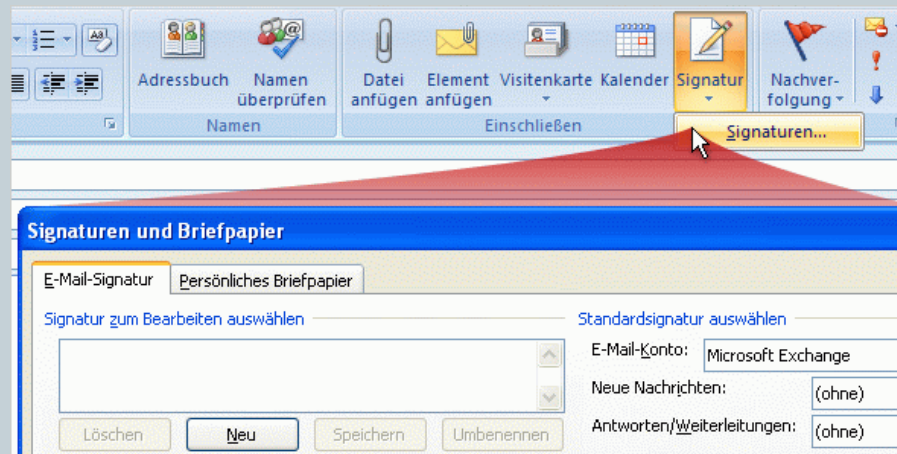 Adressbuch
Namen überprüfen
Datei anfügen
Element anfügen
Visitenkarte
Kalender
Signatur
Nachver-
folgung
Namen
Einschließen
Signaturen...
Signaturen und Briefpapier
E-Mail-Signatur
Persönliches Briefpapier
Signatur zum Bearbeiten auswählen
Standardsignatur auswählen
E-Mail-Konto: Microsoft Exchange
Neue Nachrichten: (ohne)
Antworten/Weiterleitungen: (ohne)
Löschen
Neu
Speichern
Umbenennen